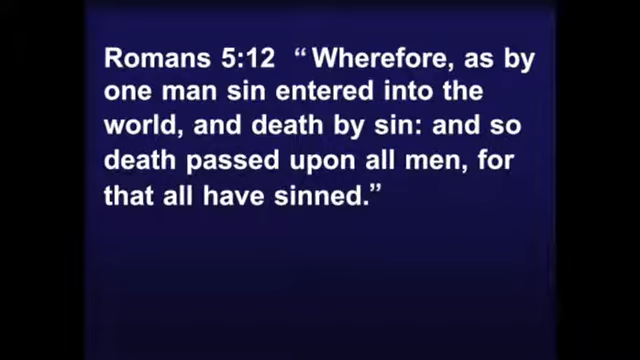 Romans 5:12 “Wherefore, as by
one man sin entered into the
world, and death by sin: and so
death passed upon all men, for
that all have sinned.”